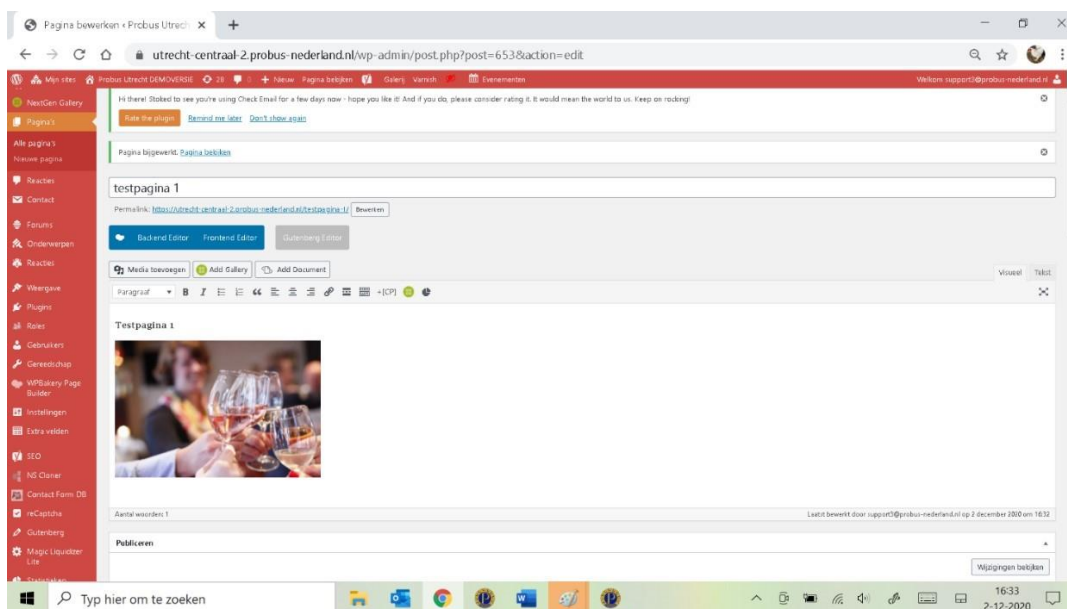 Pagina bewerken ‹ Probus Utrech
utrecht-centraal-2.probus-nederland.nl/wp-admin/post.php?post=653&action=edit
Mijn sites Probus Utrecht DEMOVERSIE 28 0 Nieuw Pagina bekijken Galerij Varnish Evenementen Welkom support3@probus-nederland.nl
NextGen Gallery
Pagina's
Alle pagina's
Nieuwe pagina
Reacties
Contact
Forums
Onderwerpen
Reacties
Weergave
Plugins
Roles
Gebruikers
Gereedschap
WPBakery Page
Builder
Instellingen
Extra velden
SEO
NS Cloner
Contact Form DB
reCaptcha
Gutenberg
Magic Liquidizer
Lite
Statistieken
Hi there! Stoked to see you're using Check Email for a few days now - hope you like it! And if you do, please consider rating it. It would mean the world to us. Keep on rocking!
Rate the plugin Remind me later Don't show again
Pagina bijgewerkt. Pagina bekijken
testpagina 1
Permalink: https://utrecht-centraal-2.probus-nederland.nl/testpagina-1/ Bewerken
Backend Editor Frontend Editor Gutenberg Editor
Media toevoegen Add Gallery Add Document Visueel Tekst
Paragraaf B I +[CP]
Testpagina 1
Aantal woorden: 1 Laatst bewerkt door support3@probus-nederland.nl op 2 december 2020 om 16:32
Publiceren
Wijzigingen bekijken
Typ hier om te zoeken
16:33
2-12-2020